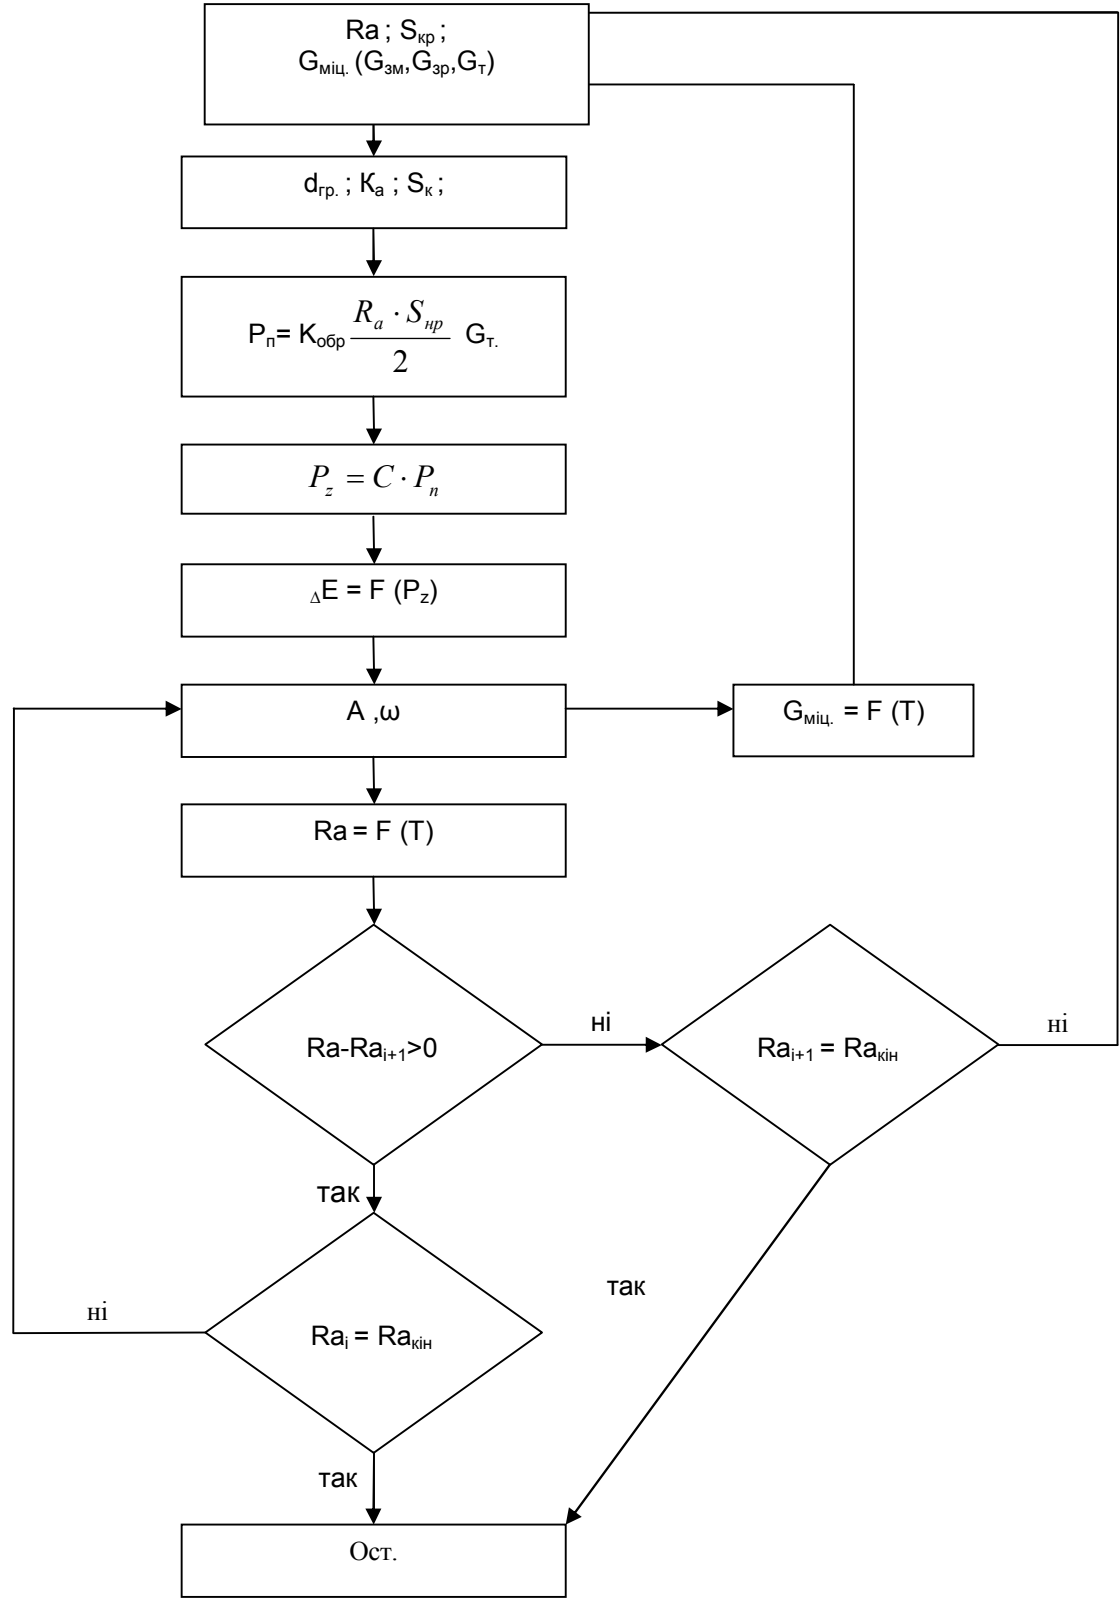 Ra ; Sкр ;
Gміц. (Gзм,Gзр,Gт)
dгр. ; Ка ; Sк ;
Pп= Kобр (Ra · Sнр)/2 Gт.
Pz = C · Pп
ΔE = F (Pz)
A ,ω
Gміц. = F (T)
Ra = F (T)
Ra-Rai+1>0
ні
Rai+1 = Raкін
ні
так
так
ні
Rai = Raкін
так
Ост.